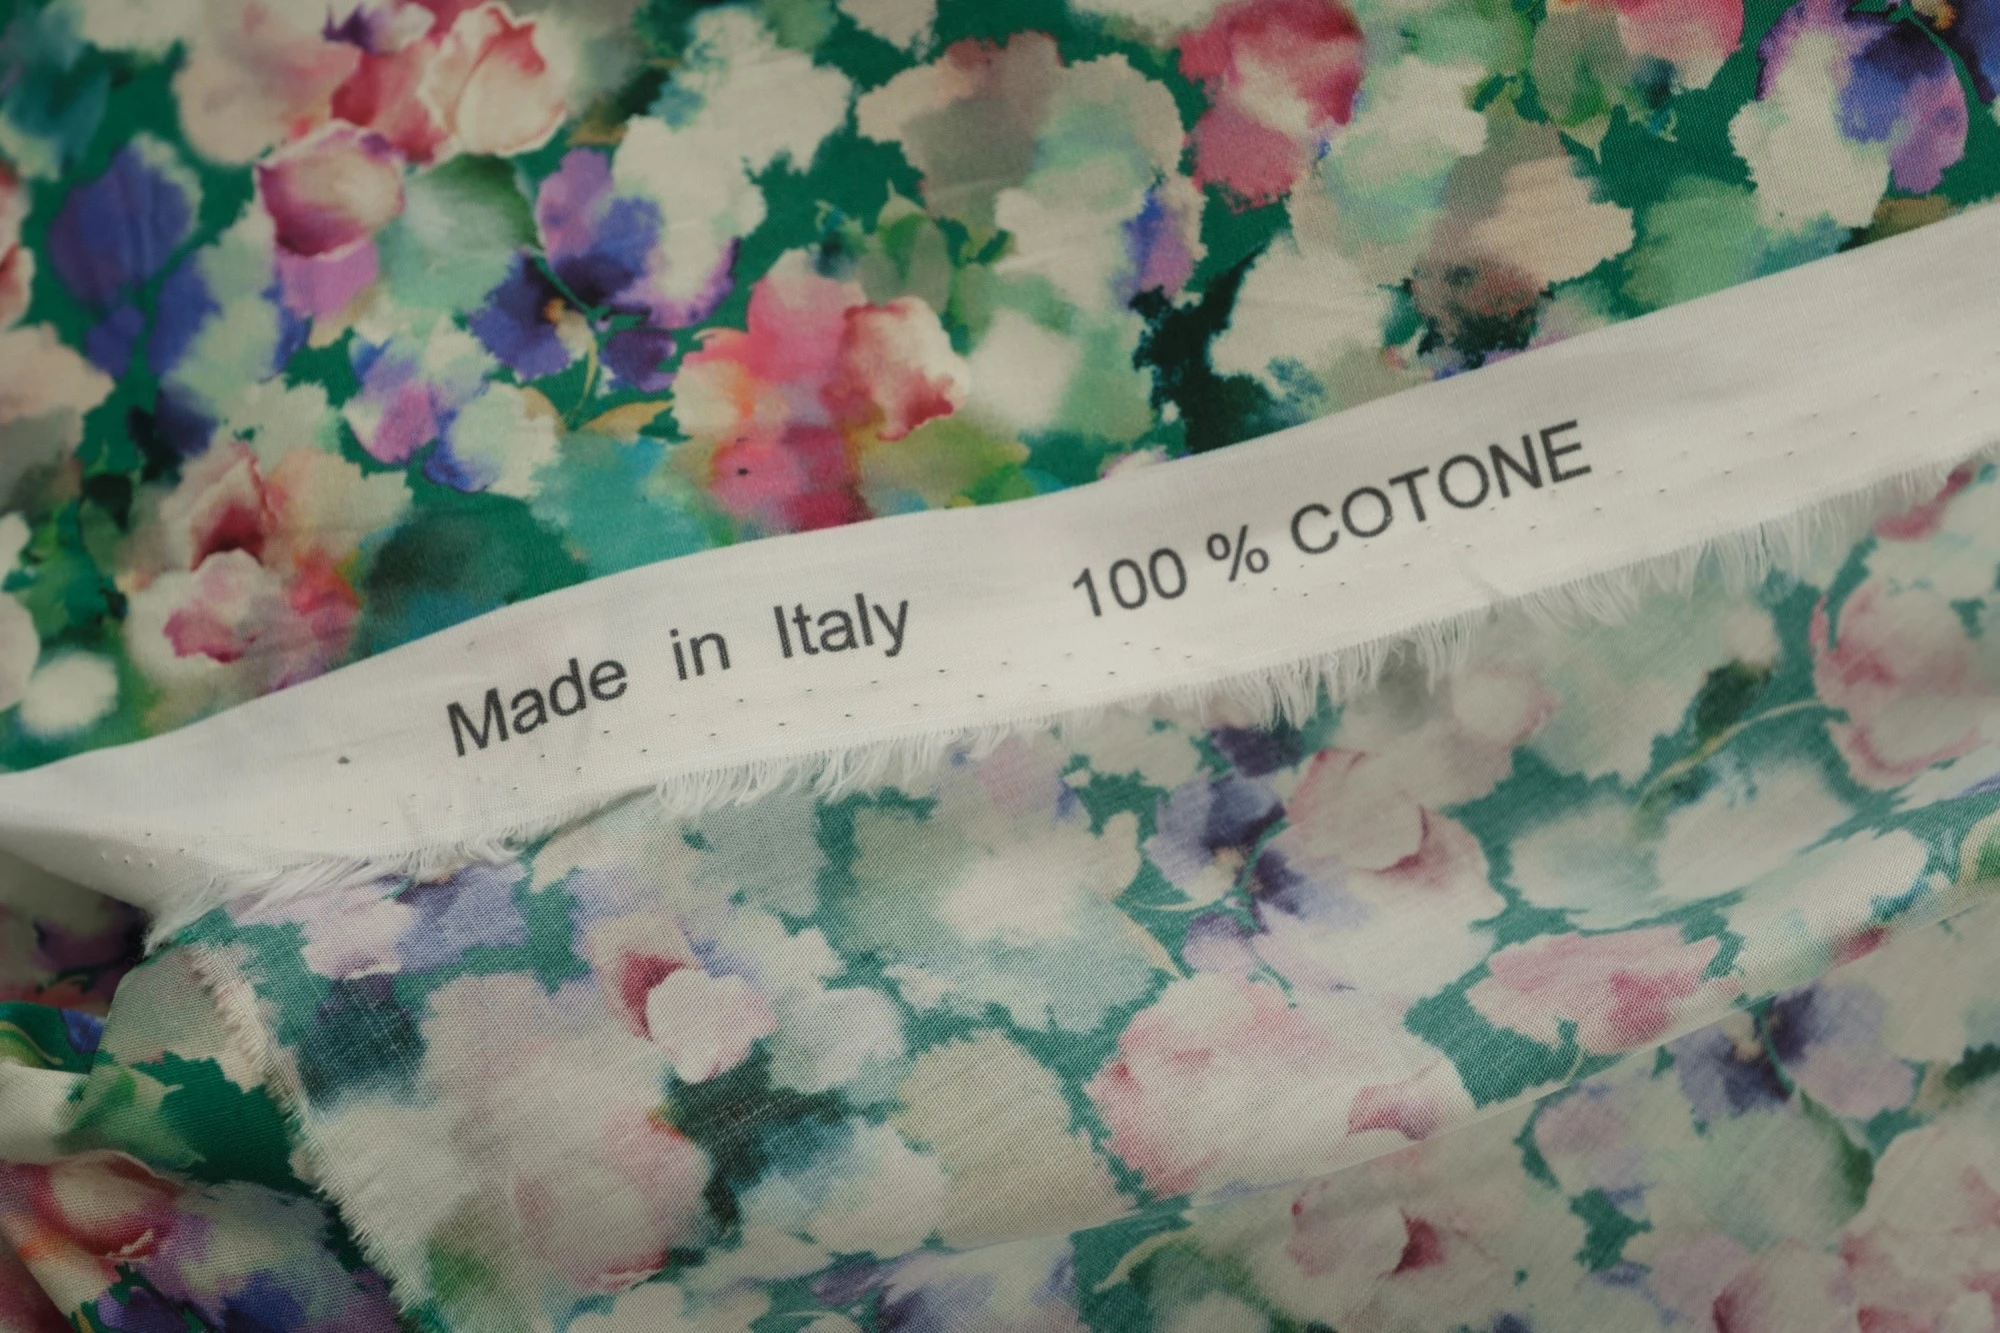 Made in Italy 100 % COTONE